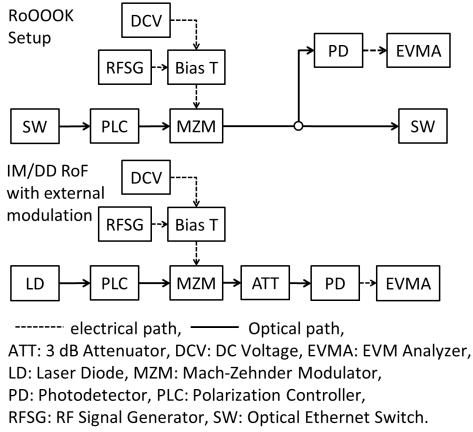 RoOOOK
Setup
DCV
RFSG
Bias T
PD
EVMA
SW
PLC
MZM
SW
IM/DD RoF
with external
modulation
DCV
RFSG
Bias T
LD
PLC
MZM
ATT
PD
EVMA
electrical path, Optical path,
ATT: 3 dB Attenuator, DCV: DC Voltage, EVMA: EVM Analyzer,
LD: Laser Diode, MZM: Mach-Zehnder Modulator,
PD: Photodetector, PLC: Polarization Controller,
RFSG: RF Signal Generator, SW: Optical Ethernet Switch.